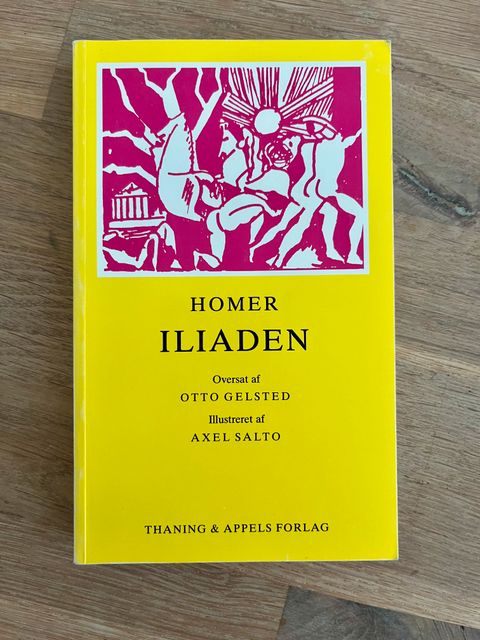 HOMER
ILIADEN
Oversat af
OTTO GELSTED
Illustreret af
AXEL SALTO
THANING & APPELS FORLAG